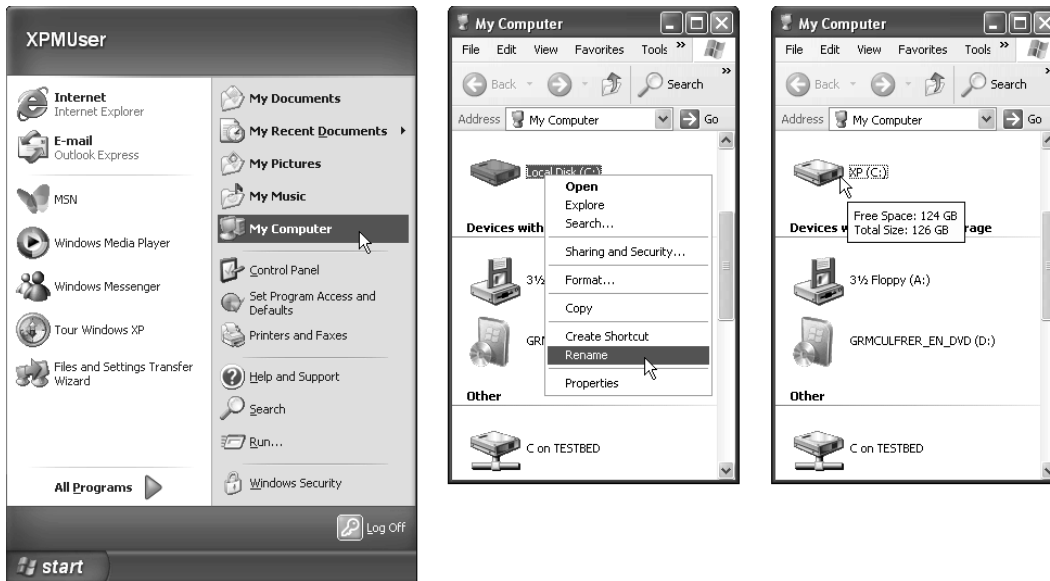 XPMUser
Internet
Internet Explorer
E-mail
Outlook Express
MSN
Windows Media Player
Windows Messenger
Tour Windows XP
Files and Settings Transfer
Wizard
All Programs
My Documents
My Recent Documents
My Pictures
My Music
My Computer
Control Panel
Set Program Access and
Defaults
Printers and Faxes
Help and Support
Search
Run...
Windows Security
Log Off
start
My Computer
File Edit View Favorites Tools »
Back Search »
Address My Computer Go
Local Disk (C:)
Open
Explore
Search...
Sharing and Security...
Format...
Copy
Create Shortcut
Rename
Properties
Devices with
3½
Other
C on TESTBED
My Computer
File Edit View Favorites Tools »
Back Search
Address My Computer Go
XP (C:)
Free Space: 124 GB
Total Size: 126 GB
3½ Floppy (A:)
GRMCULFRER_EN_DVD (D:)
Other
C on TESTBED